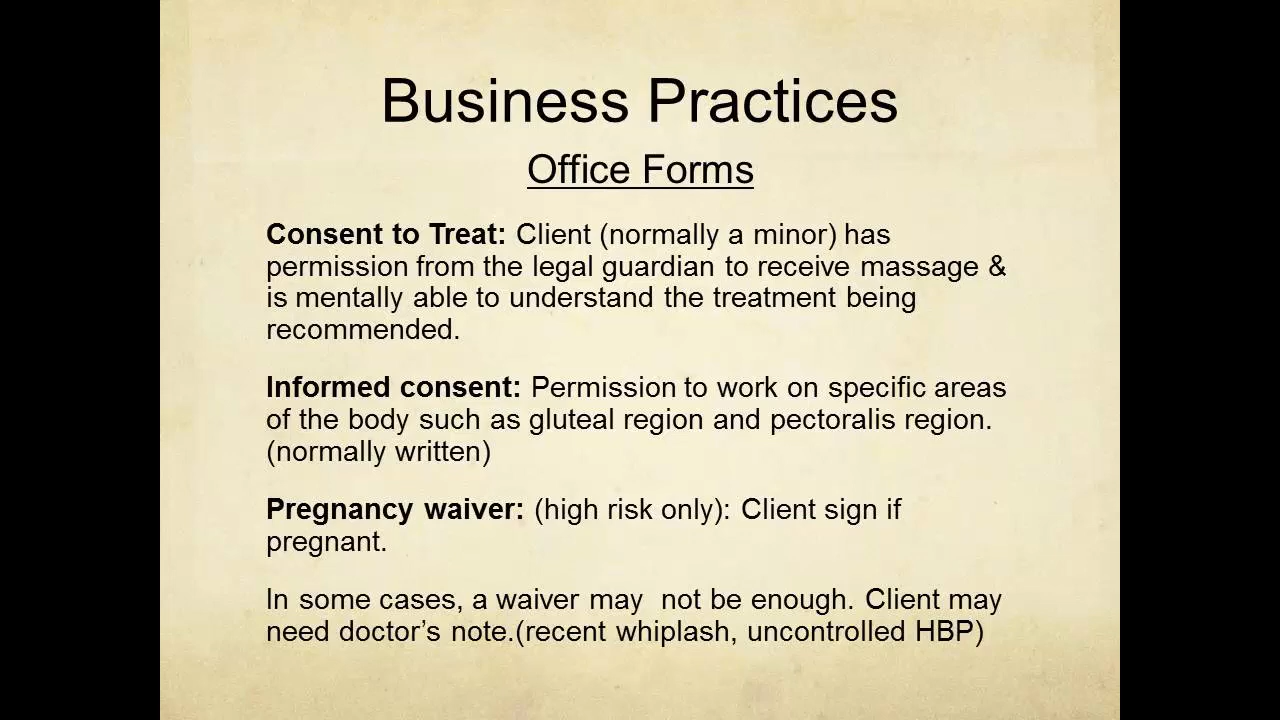 Business Practices
Office Forms
Consent to Treat: Client (normally a minor) has
permission from the legal guardian to receive massage &
is mentally able to understand the treatment being
recommended.
Informed consent: Permission to work on specific areas
of the body such as gluteal region and pectoralis region.
(normally written)
Pregnancy waiver: (high risk only): Client sign if
pregnant.
In some cases, a waiver may  not be enough. Client may
need doctor’s note.(recent whiplash, uncontrolled HBP)